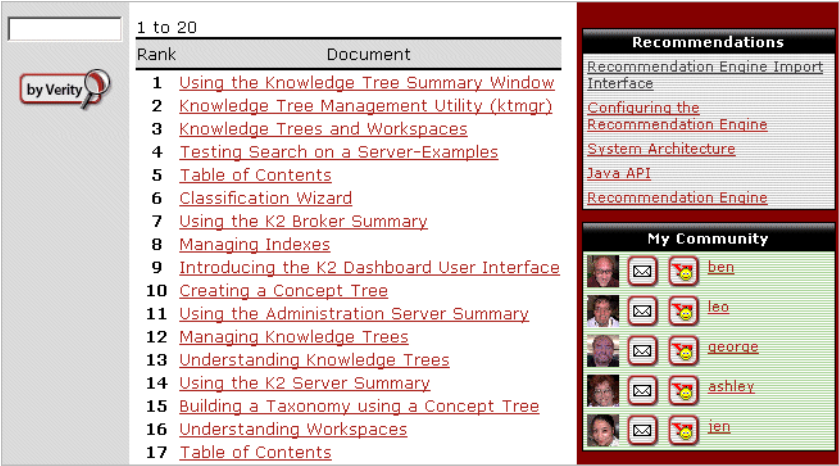 by Verity
1 to 20
Rank Document
1 Using the Knowledge Tree Summary Window
2 Knowledge Tree Management Utility (ktmgr)
3 Knowledge Trees and Workspaces
4 Testing Search on a Server-Examples
5 Table of Contents
6 Classification Wizard
7 Using the K2 Broker Summary
8 Managing Indexes
9 Introducing the K2 Dashboard User Interface
10 Creating a Concept Tree
11 Using the Administration Server Summary
12 Managing Knowledge Trees
13 Understanding Knowledge Trees
14 Using the K2 Server Summary
15 Building a Taxonomy using a Concept Tree
16 Understanding Workspaces
17 Table of Contents
Recommendations
Recommendation Engine Import
Interface
Configuring the
Recommendation Engine
System Architecture
Java API
Recommendation Engine
My Community
ben
leo
george
ashley
jen